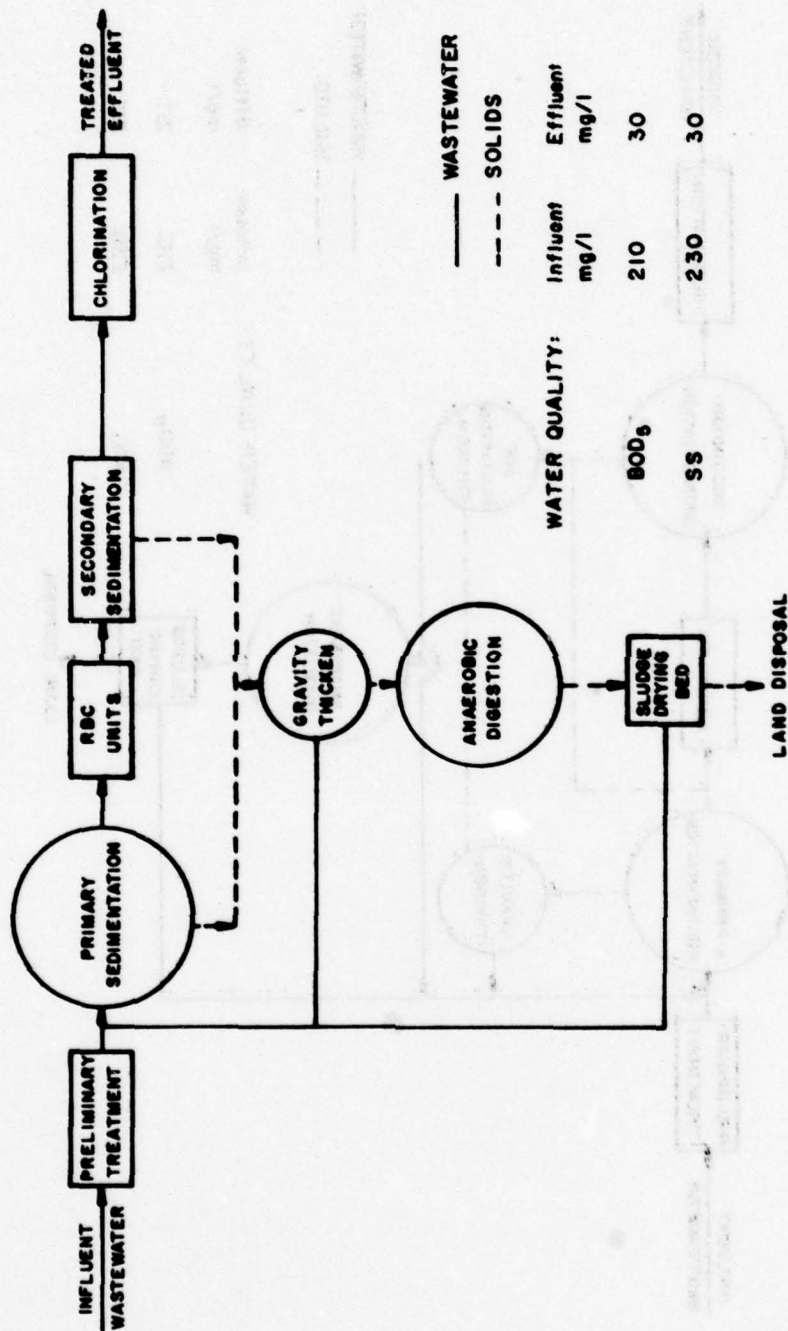 INFLUENT
WASTEWATER
PRELIMINARY
TREATMENT
PRIMARY
SEDIMENTATION
RBC
UNITS
SECONDARY
SEDIMENTATION
CHLORINATION
TREATED
EFFLUENT
GRAVITY
THICKEN
ANAEROBIC
DIGESTION
SLUDGE
DRYING
BED
LAND DISPOSAL
WASTEWATER
SOLIDS
WATER QUALITY: Influent Effluent
mg/l mg/l
BOD₅ 210 30
SS 230 30